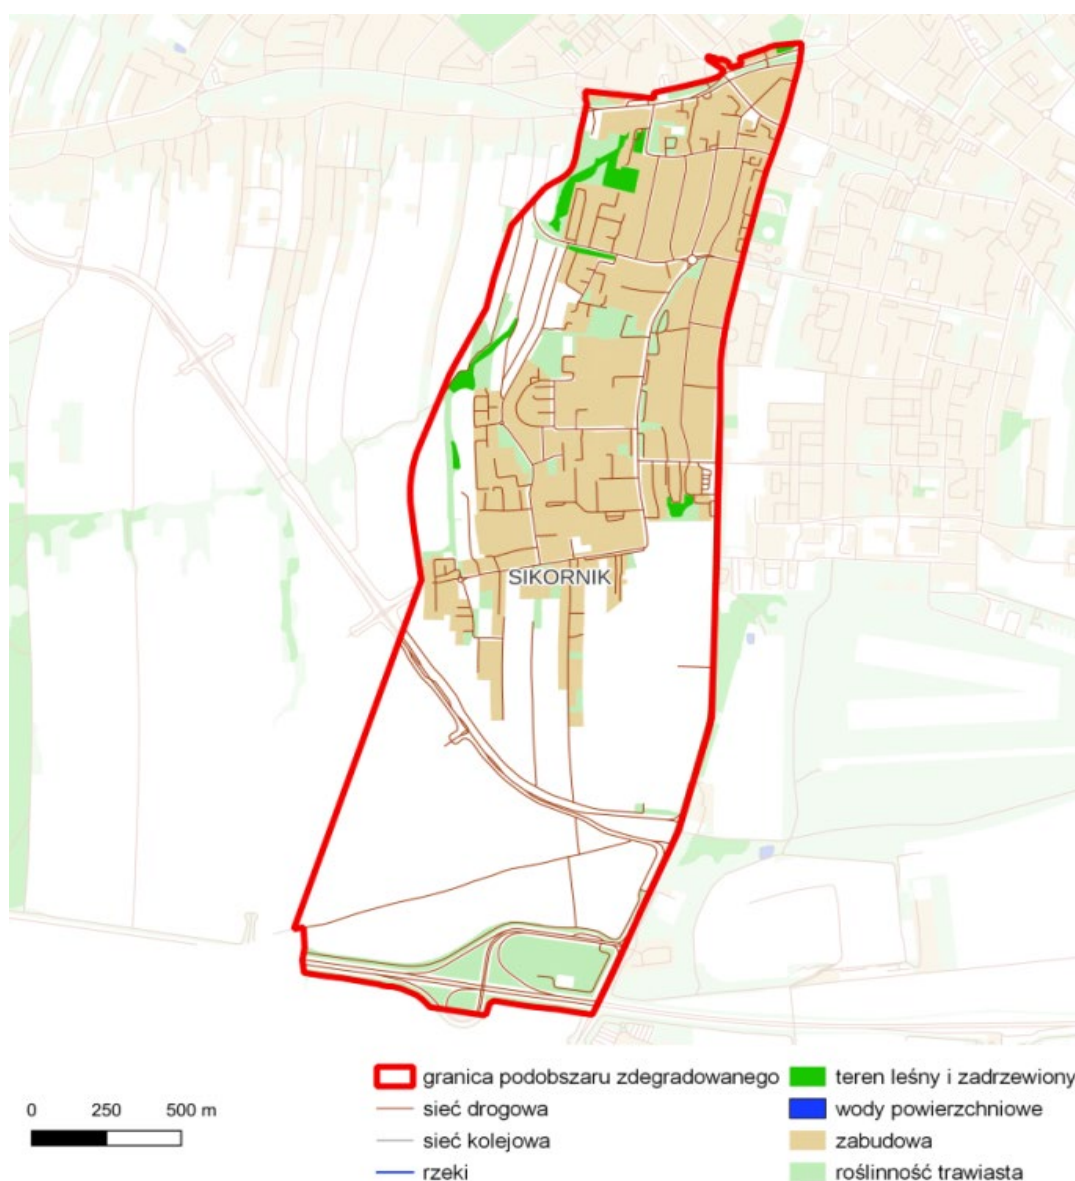 SIKORNIK
0 250 500 m
granica podobszaru zdegradowanego
sieć drogowa
sieć kolejowa
rzeki
teren leśny i zadrzewiony
wody powierzchniowe
zabudowa
roślinność trawiasta